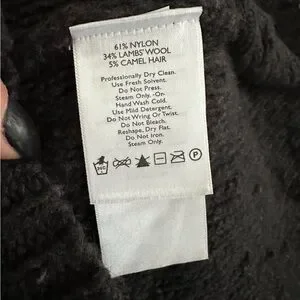 61% NYLON
34% LAMBS' WOOL
5% CAMEL HAIR
Professionally Dry Clean.
Use Fresh Solvent.
Do Not Press.
Steam Only. -Or-
Hand Wash Cold.
Use Mild Detergent.
Do Not Wring Or Twist.
Do Not Bleach.
Reshape, Dry Flat.
Do Not Iron.
Steam Only.
P